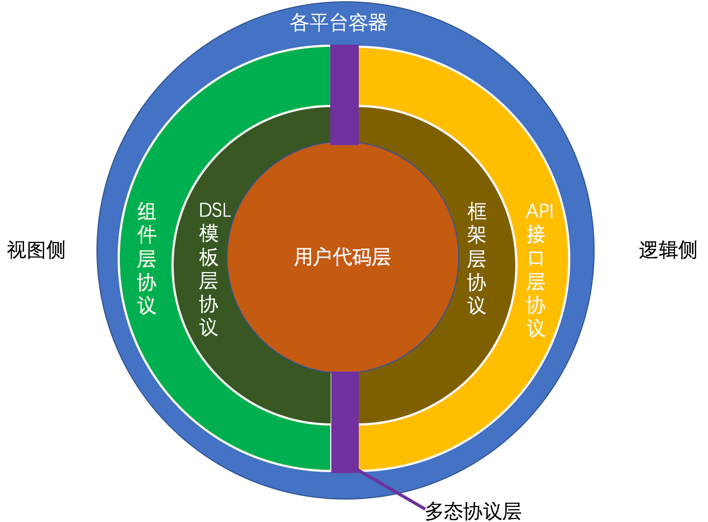 各平台容器
视图侧
组件层协议
DSL
模板层协议
用户代码层
框架层协议
API
接口层协议
逻辑侧
多态协议层